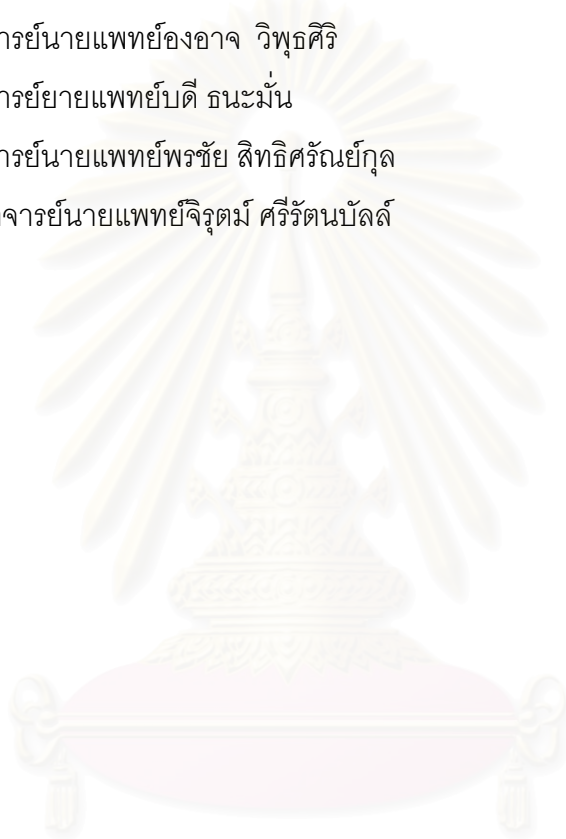 ารย์นายแพทย์องอาจ วิพุธศิริ
ารย์ยายแพทย์บดี ธนะมั่น
ารย์นายแพทย์พรชัย สิทธิศรัณย์กุล
จารย์นายแพทย์จิรุตม์ ศรีรัตนบัลล์